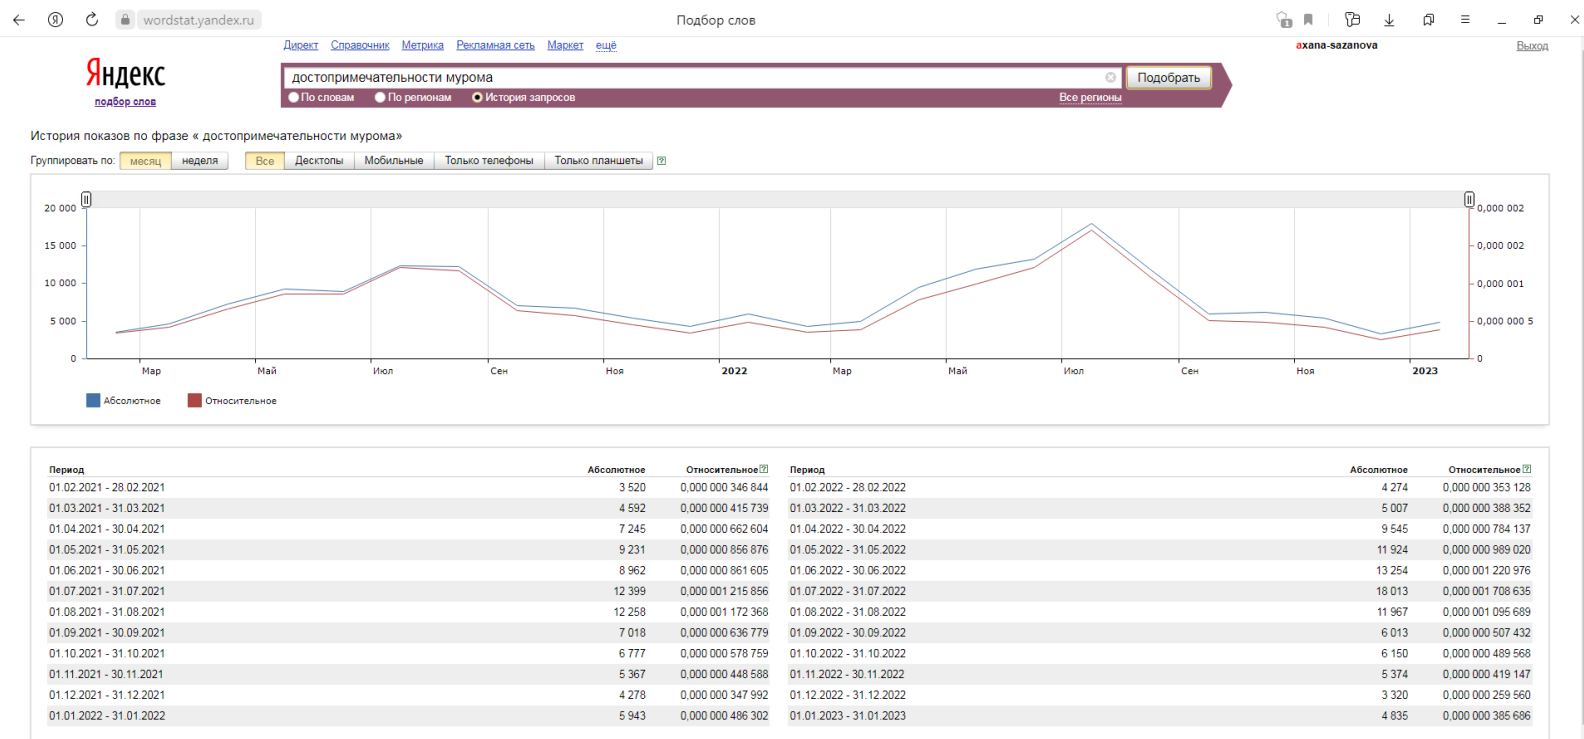 wordstat.yandex.ru
Подбор слов
1
Директ Справочник Метрика Рекламная сеть Маркет ещё
axana-sazanova
Выход
Яндекс
подбор слов
достопримечательности мурома
Подобрать
По словам По регионам История запросов
Все регионы
История показов по фразе « достопримечательности мурома»
Группировать по: месяц неделя Все Десктопы Мобильные Только телефоны Только планшеты ?
20 000
15 000
10 000
5 000
0
0,000 002
0,000 002
0,000 001
0,000 000 5
0
Мар Май Июл Сен Ноя 2022 Мар Май Июл Сен Ноя 2023
Абсолютное Относительное
Период Абсолютное Относительное ? Период Абсолютное Относительное ?
01.02.2021 - 28.02.2021 3 520 0,000 000 346 844 01.02.2022 - 28.02.2022 4 274 0,000 000 353 128
01.03.2021 - 31.03.2021 4 592 0,000 000 415 739 01.03.2022 - 31.03.2022 5 007 0,000 000 388 352
01.04.2021 - 30.04.2021 7 245 0,000 000 662 604 01.04.2022 - 30.04.2022 9 545 0,000 000 784 137
01.05.2021 - 31.05.2021 9 231 0,000 000 856 876 01.05.2022 - 31.05.2022 11 924 0,000 000 989 020
01.06.2021 - 30.06.2021 8 962 0,000 000 861 605 01.06.2022 - 30.06.2022 13 254 0,000 001 220 976
01.07.2021 - 31.07.2021 12 399 0,000 001 215 856 01.07.2022 - 31.07.2022 18 013 0,000 001 708 635
01.08.2021 - 31.08.2021 12 258 0,000 001 172 368 01.08.2022 - 31.08.2022 11 967 0,000 001 095 689
01.09.2021 - 30.09.2021 7 018 0,000 000 636 779 01.09.2022 - 30.09.2022 6 013 0,000 000 507 432
01.10.2021 - 31.10.2021 6 777 0,000 000 578 759 01.10.2022 - 31.10.2022 6 150 0,000 000 489 568
01.11.2021 - 30.11.2021 5 367 0,000 000 448 588 01.11.2022 - 30.11.2022 5 374 0,000 000 419 147
01.12.2021 - 31.12.2021 4 278 0,000 000 347 992 01.12.2022 - 31.12.2022 3 320 0,000 000 259 560
01.01.2022 - 31.01.2022 5 943 0,000 000 486 302 01.01.2023 - 31.01.2023 4 835 0,000 000 385 686